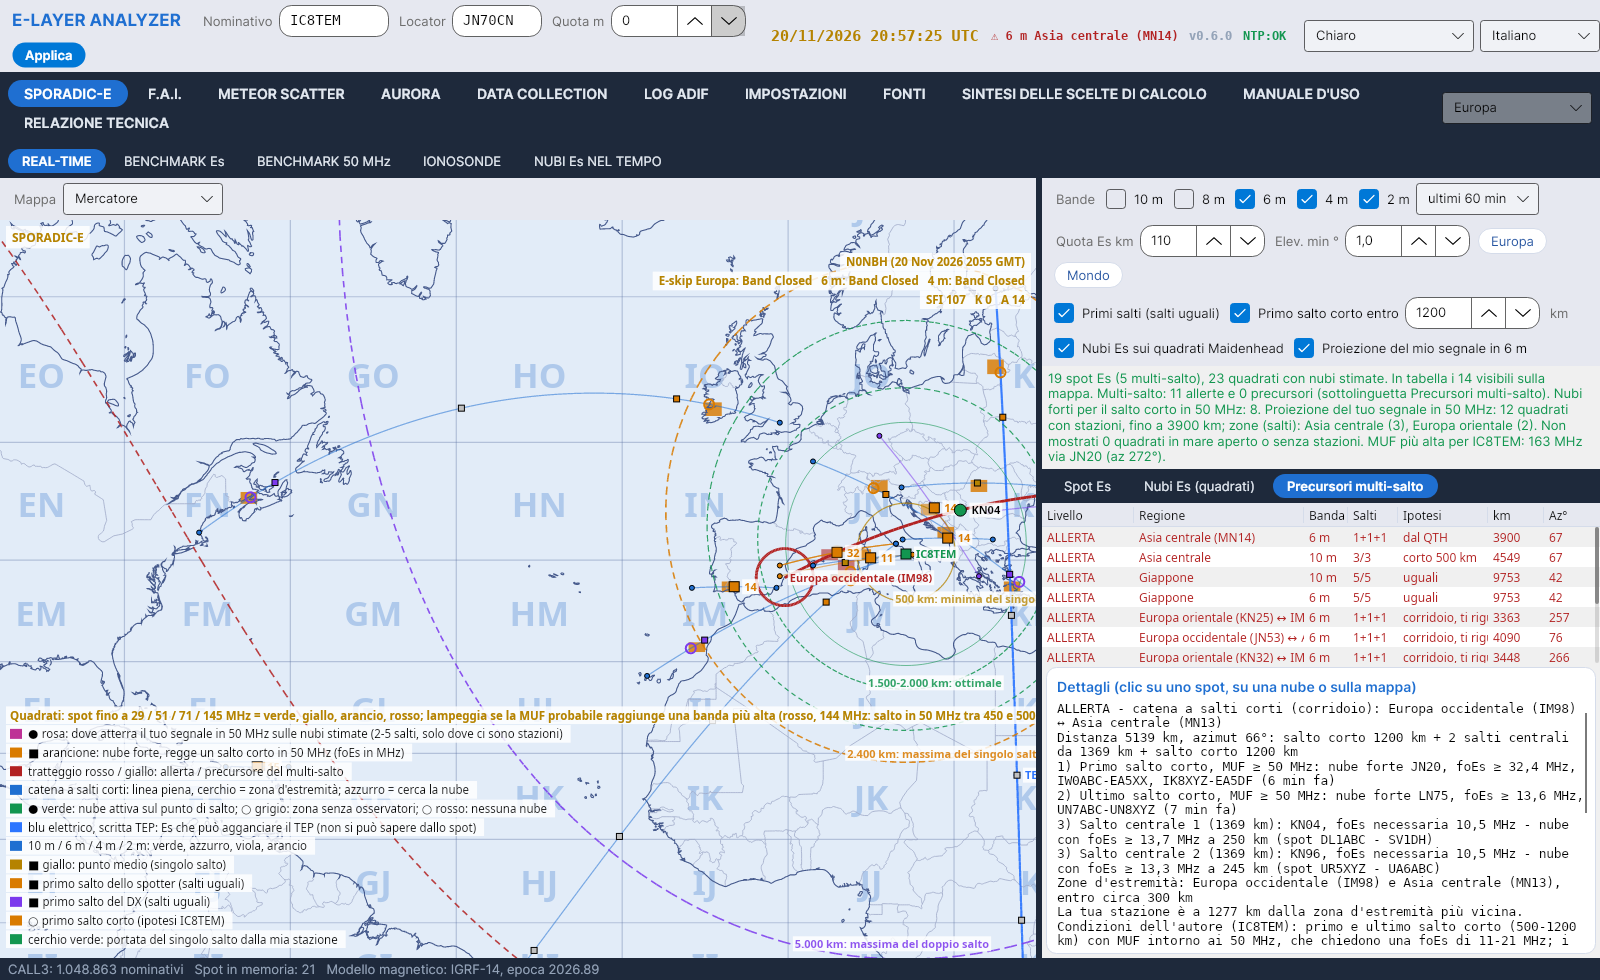 E-LAYER ANALYZER
Nominativo IC8TEM Locator JN70CN Quota m 0
Applica
20/11/2026 20:57:25 UTC ⚠ 6 m Asia centrale (MN14) v0.6.0 NTP:OK Chiaro Italiano
SPORADIC-E F.A.I. METEOR SCATTER AURORA DATA COLLECTION LOG ADIF IMPOSTAZIONI FONTI SINTESI DELLE SCELTE DI CALCOLO MANUALE D'USO
RELAZIONE TECNICA
Europa
REAL-TIME BENCHMARK Es BENCHMARK 50 MHz IONOSONDE NUBI Es NEL TEMPO
Mappa Mercatore
SPORADIC-E
N0NBH (20 Nov 2026 2055 GMT)
E-skip Europa: Band Closed 6 m: Band Closed 4 m: Band Closed
SFI 107 K 0 A 14
EO FO GO HO IO
EN FN GN HN IN JN
14 KN04
14
32 11 IC8TEM
Europa occidentale (IM98)
14
500 km: minima del singo
EM FM GM HM IM JM
1.500-2.000 km: ottimale
Quadrati: spot fino a 29 / 51 / 71 / 145 MHz = verde, giallo, arancio, rosso; lampeggia se la MUF probabile raggiunge una banda più alta (rosso, 144 MHz: salto in 50 MHz tra 450 e 500
● rosa: dove atterra il tuo segnale in 50 MHz sulle nubi stimate (2-5 salti, solo dove ci sono stazioni)
■ arancione: nube forte, regge un salto corto in 50 MHz (foEs in MHz)
2.400 km: massima del singolo salt
tratteggio rosso / giallo: allerta / precursore del multi-salto
TE
catena a salti corti: linea piena, cerchio = zona d'estremità; azzurro = cerca la nube
HK IK JK
● verde: nube attiva sul punto di salto; ○ grigio: zona senza osservatori; ○ rosso: nessuna nube
blu elettrico, scritta TEP: Es che può agganciare il TEP (non si può sapere dallo spot)
10 m / 6 m / 4 m / 2 m: verde, azzurro, viola, arancio
■ giallo: punto medio (singolo salto)
■ primo salto dello spotter (salti uguali)
GJ HJ IJ JJ
■ primo salto del DX (salti uguali)
○ primo salto corto (ipotesi IC8TEM)
cerchio verde: portata del singolo salto dalla mia stazione
5.000 km: massima del doppio salto
Bande 10 m 8 m 6 m 4 m 2 m ultimi 60 min
Quota Es km 110 Elev. min ° 1,0 Europa
Mondo
Primi salti (salti uguali) Primo salto corto entro 1200 km
Nubi Es sui quadrati Maidenhead Proiezione del mio segnale in 6 m
19 spot Es (5 multi-salto), 23 quadrati con nubi stimate. In tabella i 14 visibili sulla
mappa. Multi-salto: 11 allerte e 0 precursori (sottolinguetta Precursori multi-salto). Nubi
forti per il salto corto in 50 MHz: 8. Proiezione del tuo segnale in 50 MHz: 12 quadrati
con stazioni, fino a 3900 km; zone (salti): Asia centrale (3), Europa orientale (2). Non
mostrati 0 quadrati in mare aperto o senza stazioni. MUF più alta per IC8TEM: 163 MHz
via JN20 (az 272°).
Spot Es Nubi Es (quadrati) Precursori multi-salto
Livello Regione Banda Salti Ipotesi km Az°
ALLERTA Asia centrale (MN14) 6 m 1+1+1 dal QTH 3900 67
ALLERTA Asia centrale 10 m 3/3 corto 500 km 4549 67
ALLERTA Giappone 10 m 5/5 uguali 9753 42
ALLERTA Giappone 6 m 5/5 uguali 9753 42
ALLERTA Europa orientale (KN25) ↔ IM 6 m 1+1+1 corridoio, ti rig 3363 257
ALLERTA Europa occidentale (JN53) ↔ 6 m 1+1+1 corridoio, ti rig 4090 76
ALLERTA Europa orientale (KN32) ↔ IM 6 m 1+1+1 corridoio, ti rig 3448 266
Dettagli (clic su uno spot, su una nube o sulla mappa)
ALLERTA - catena a salti corti (corridoio): Europa occidentale (IM98)
↔ Asia centrale (MN13)
Distanza 5139 km, azimut 66°: salto corto 1200 km + 2 salti centrali
da 1369 km + salto corto 1200 km
1) Primo salto corto, MUF ≥ 50 MHz: nube forte JN20, foEs ≥ 32,4 MHz,
IW0ABC-EA5XX, IK8XYZ-EA5DF (6 min fa)
2) Ultimo salto corto, MUF ≥ 50 MHz: nube forte LN75, foEs ≥ 13,6 MHz,
UN7ABC-UN8XYZ (7 min fa)
3) Salto centrale 1 (1369 km): KN04, foEs necessaria 10,5 MHz - nube
con foEs ≥ 13,7 MHz a 250 km (spot DL1ABC - SV1DH)
3) Salto centrale 2 (1369 km): KN96, foEs necessaria 10,5 MHz - nube
con foEs ≥ 13,3 MHz a 245 km (spot UR5XYZ - UA6ABC)
Zone d'estremità: Europa occidentale (IM98) e Asia centrale (MN13),
entro circa 300 km
La tua stazione è a 1277 km dalla zona d'estremità più vicina.
Condizioni dell'autore (IC8TEM): primo e ultimo salto corto (500-1200
km) con MUF intorno ai 50 MHz, che chiedono una foEs di 11-21 MHz; i
CALL3: 1.048.863 nominativi Spot in memoria: 21 Modello magnetico: IGRF-14, epoca 2026.89